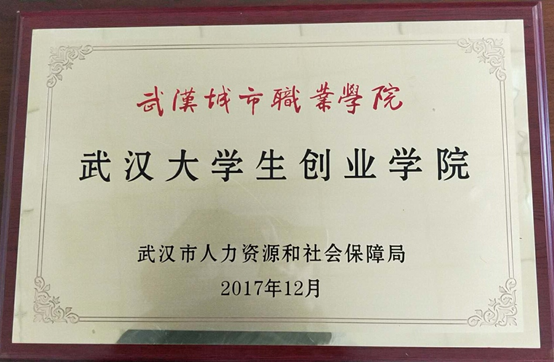 武漢城市職業學院
武汉大学生创业学院
武汉市人力资源和社会保障局
2017年12月